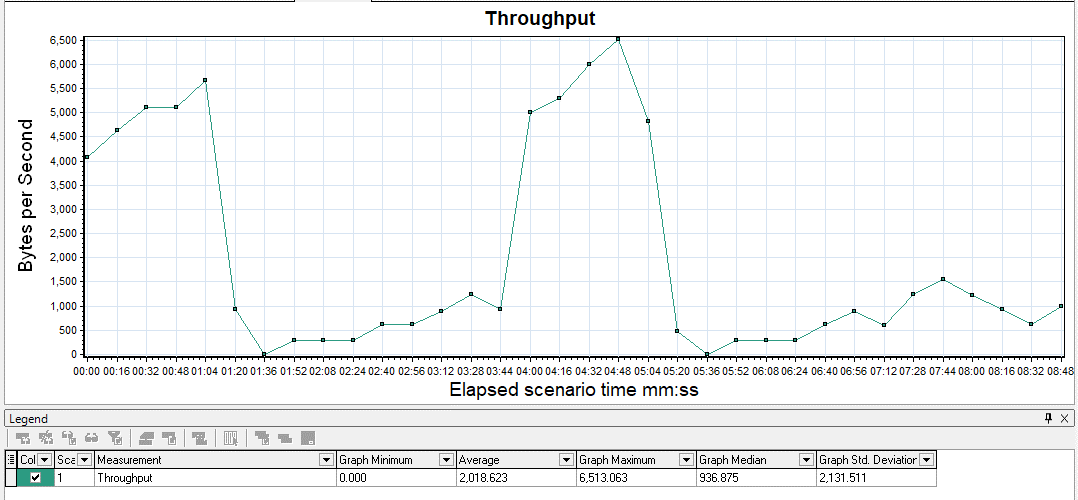 Throughput
6,500
6,000
5,500
5,000
4,500
4,000
3,500
3,000
2,500
2,000
1,500
1,000
500
0
Bytes per Second
00:00 00:16 00:32 00:48 01:04 01:20 01:36 01:52 02:08 02:24 02:40 02:56 03:12 03:28 03:44 04:00 04:16 04:32 04:48 05:04 05:20 05:36 05:52 06:08 06:24 06:40 06:56 07:12 07:28 07:44 08:00 08:16 08:32 08:48
Elapsed scenario time mm:ss
Legend
Col Sca Measurement Graph Minimum Average Graph Maximum Graph Median Graph Std. Deviation
1 Throughput 0.000 2,018.623 6,513.063 936.875 2,131.511